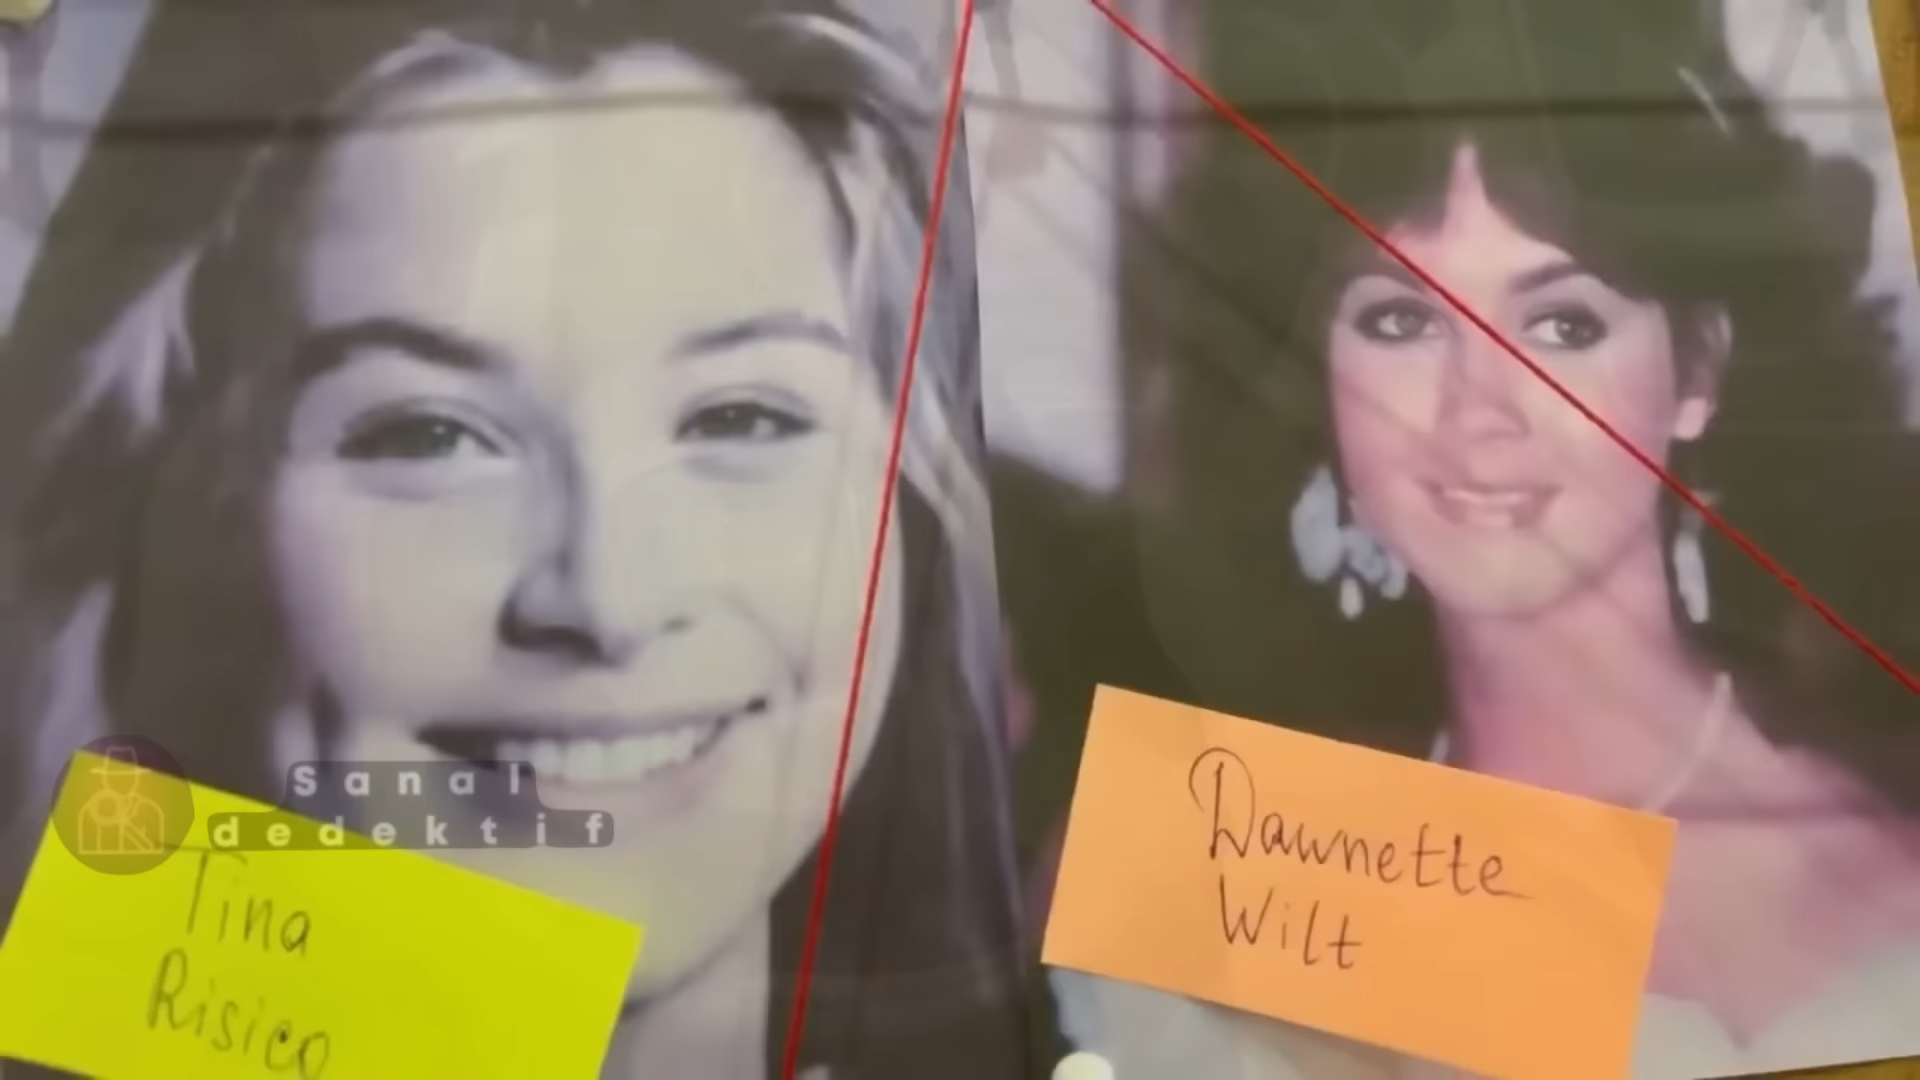 Sanal
dedektif
Tina
Risico
Dawnette
Wilt